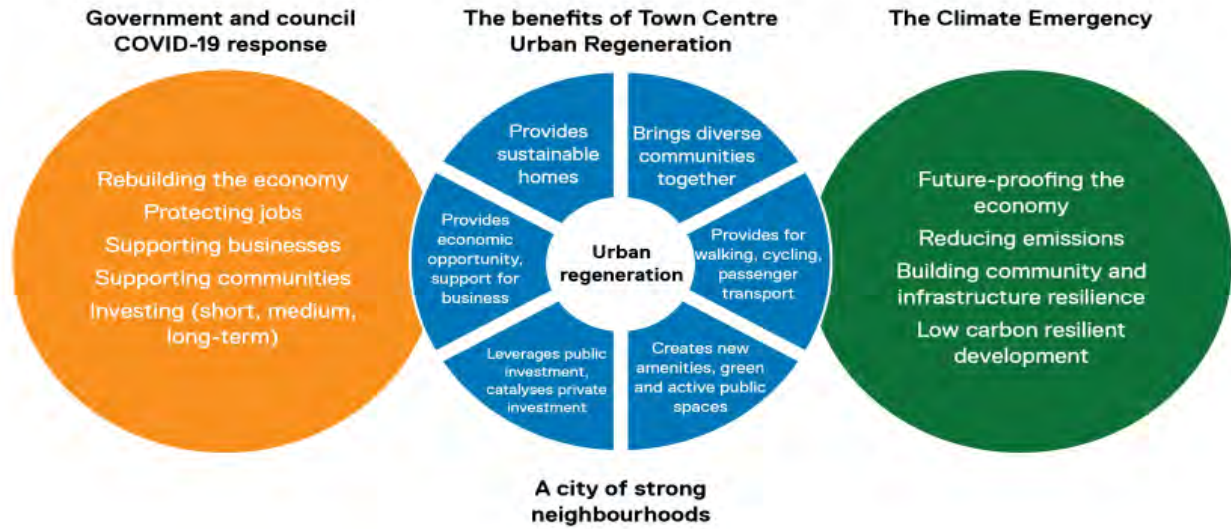 Government and council
COVID-19 response
Rebuilding the economy
Protecting jobs
Supporting businesses
Supporting communities
Investing (short, medium,
long-term)
The benefits of Town Centre
Urban Regeneration
Provides
sustainable
homes
Brings diverse
communities
together
Provides
economic
opportunity,
support for
business
Urban
regeneration
Provides for
walking, cycling,
passenger
transport
Leverages public
investment,
catalyses private
investment
Creates new
amenities, green
and active public
spaces
A city of strong
neighbourhoods
The Climate Emergency
Future-proofing the
economy
Reducing emissions
Building community and
infrastructure resilience
Low carbon resilient
development